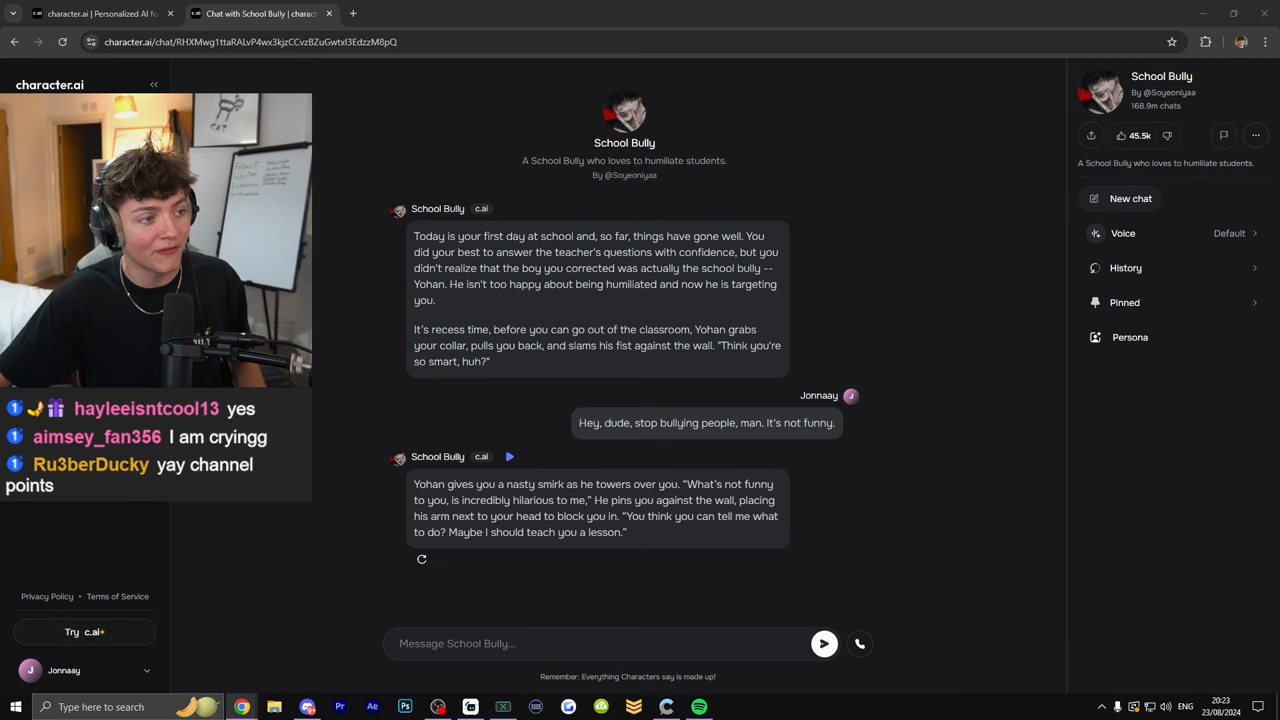 character.ai | Personalized AI fo
Chat with School Bully | charact
character.ai/chat/RHXMwg1ttaRALvP4wx3kjzCCvzBZuGwtxl3EdzzM8pQ
character.ai
School Bully
A School Bully who loves to humiliate students.
By @Soyeoniyaa
School Bully c.ai
Today is your first day at school and, so far, things have gone well. You
did your best to answer the teacher's questions with confidence, but you
didn't realize that the boy you corrected was actually the school bully --
Yohan. He isn't too happy about being humiliated and now he is targeting
you.
It's recess time, before you can go out of the classroom, Yohan grabs
your collar, pulls you back, and slams his fist against the wall. "Think you're
so smart, huh?"
Jonnaay J
Hey, dude, stop bullying people, man. It's not funny.
School Bully c.ai
Yohan gives you a nasty smirk as he towers over you. “What’s not funny
to you, is incredibly hilarious to me,” He pins you against the wall, placing
his arm next to your head to block you in. “You think you can tell me what
to do? Maybe I should teach you a lesson.”
Message School Bully...
Remember: Everything Characters say is made up!
School Bully
By @Soyeoniyaa
168.9m chats
45.5k
A School Bully who loves to humiliate students.
New chat
Voice Default
History
Pinned
Persona
1 hayleeisntcool13 yes
1 aimsey_fan356 I am cryingg
1 Ru3berDucky yay channel
points
Privacy Policy • Terms of Service
Try c.ai+
J Jonnaay
Type here to search
Pr
Ae
Ps
20:23
23/08/2024